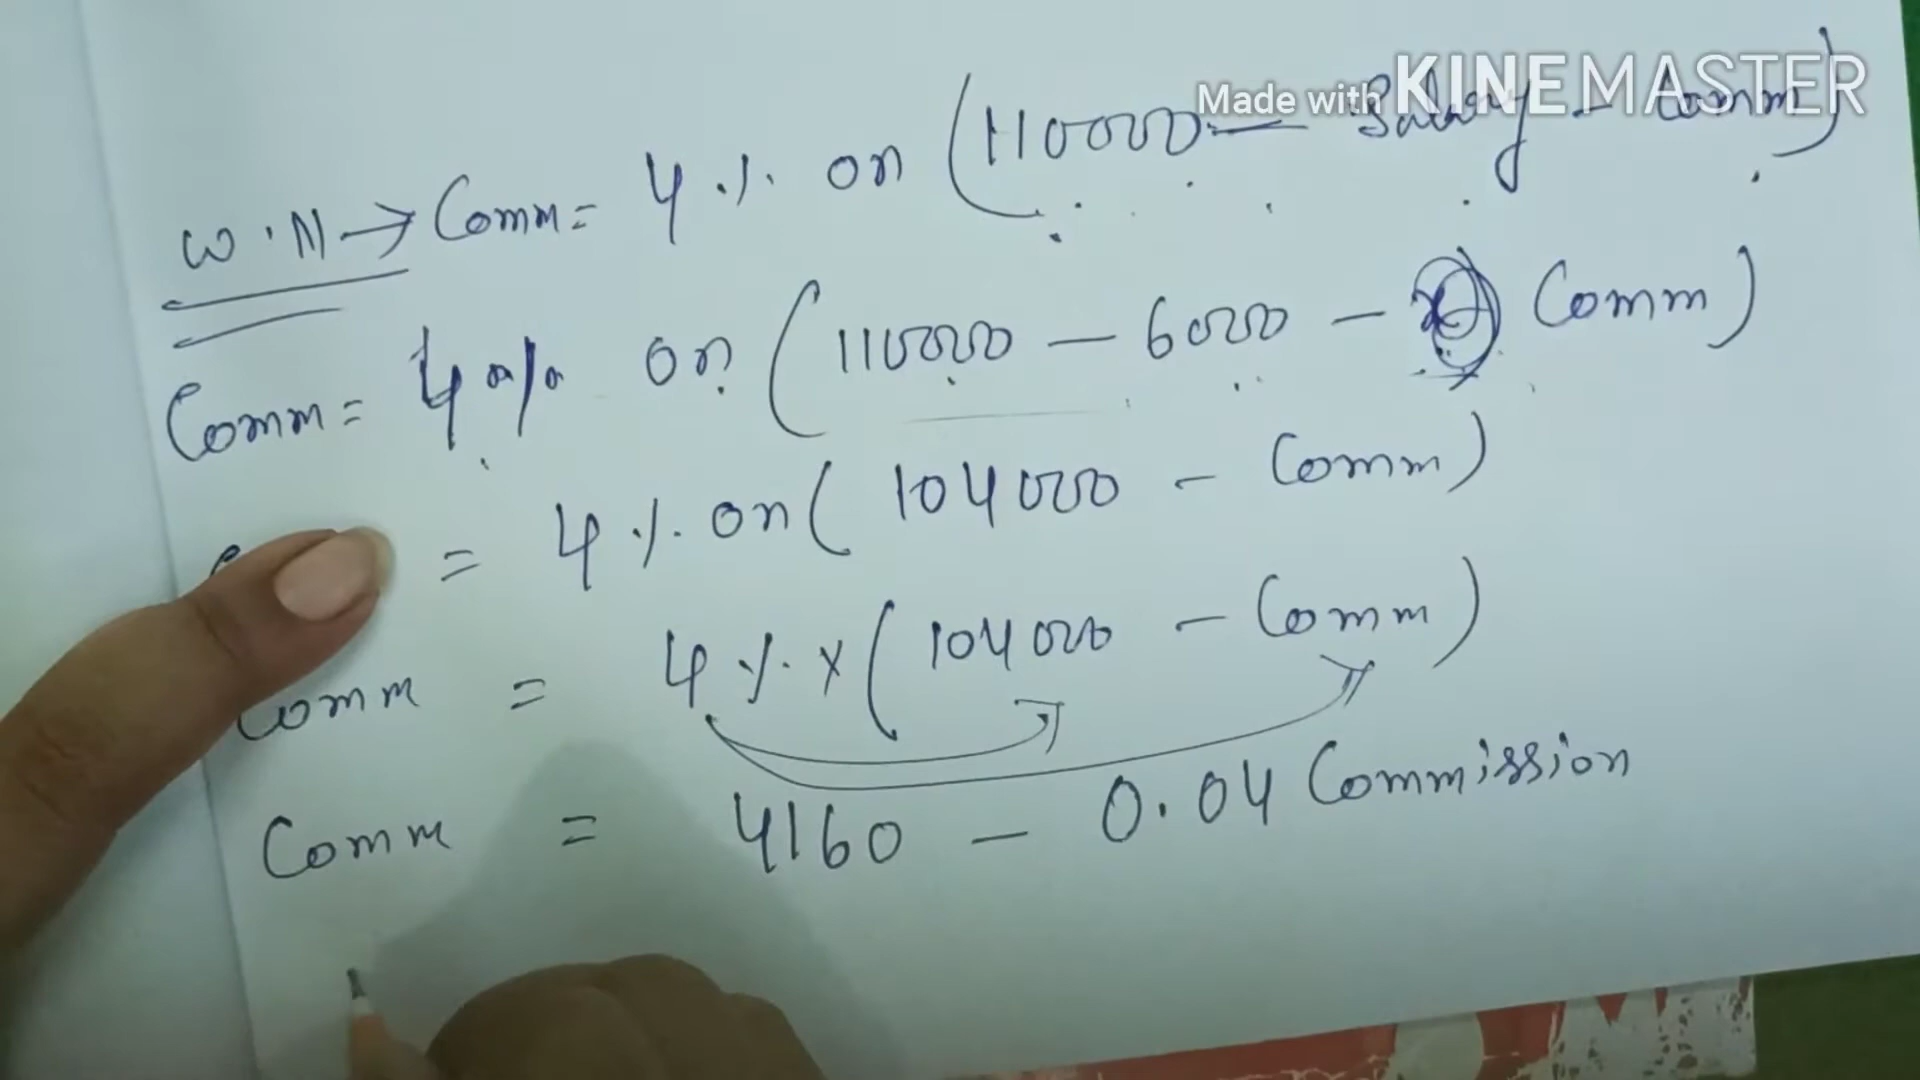 Made with KINEMASTER
W.N → Comm = 4 % on (110000 — Salary - Comm)
Comm = 4 % on (110000 — 6000 — Comm)
= 4 % on (104000 - Comm)
Comm = 4 % x (104000 - Comm)
Comm = 4160 - 0.04 Commission